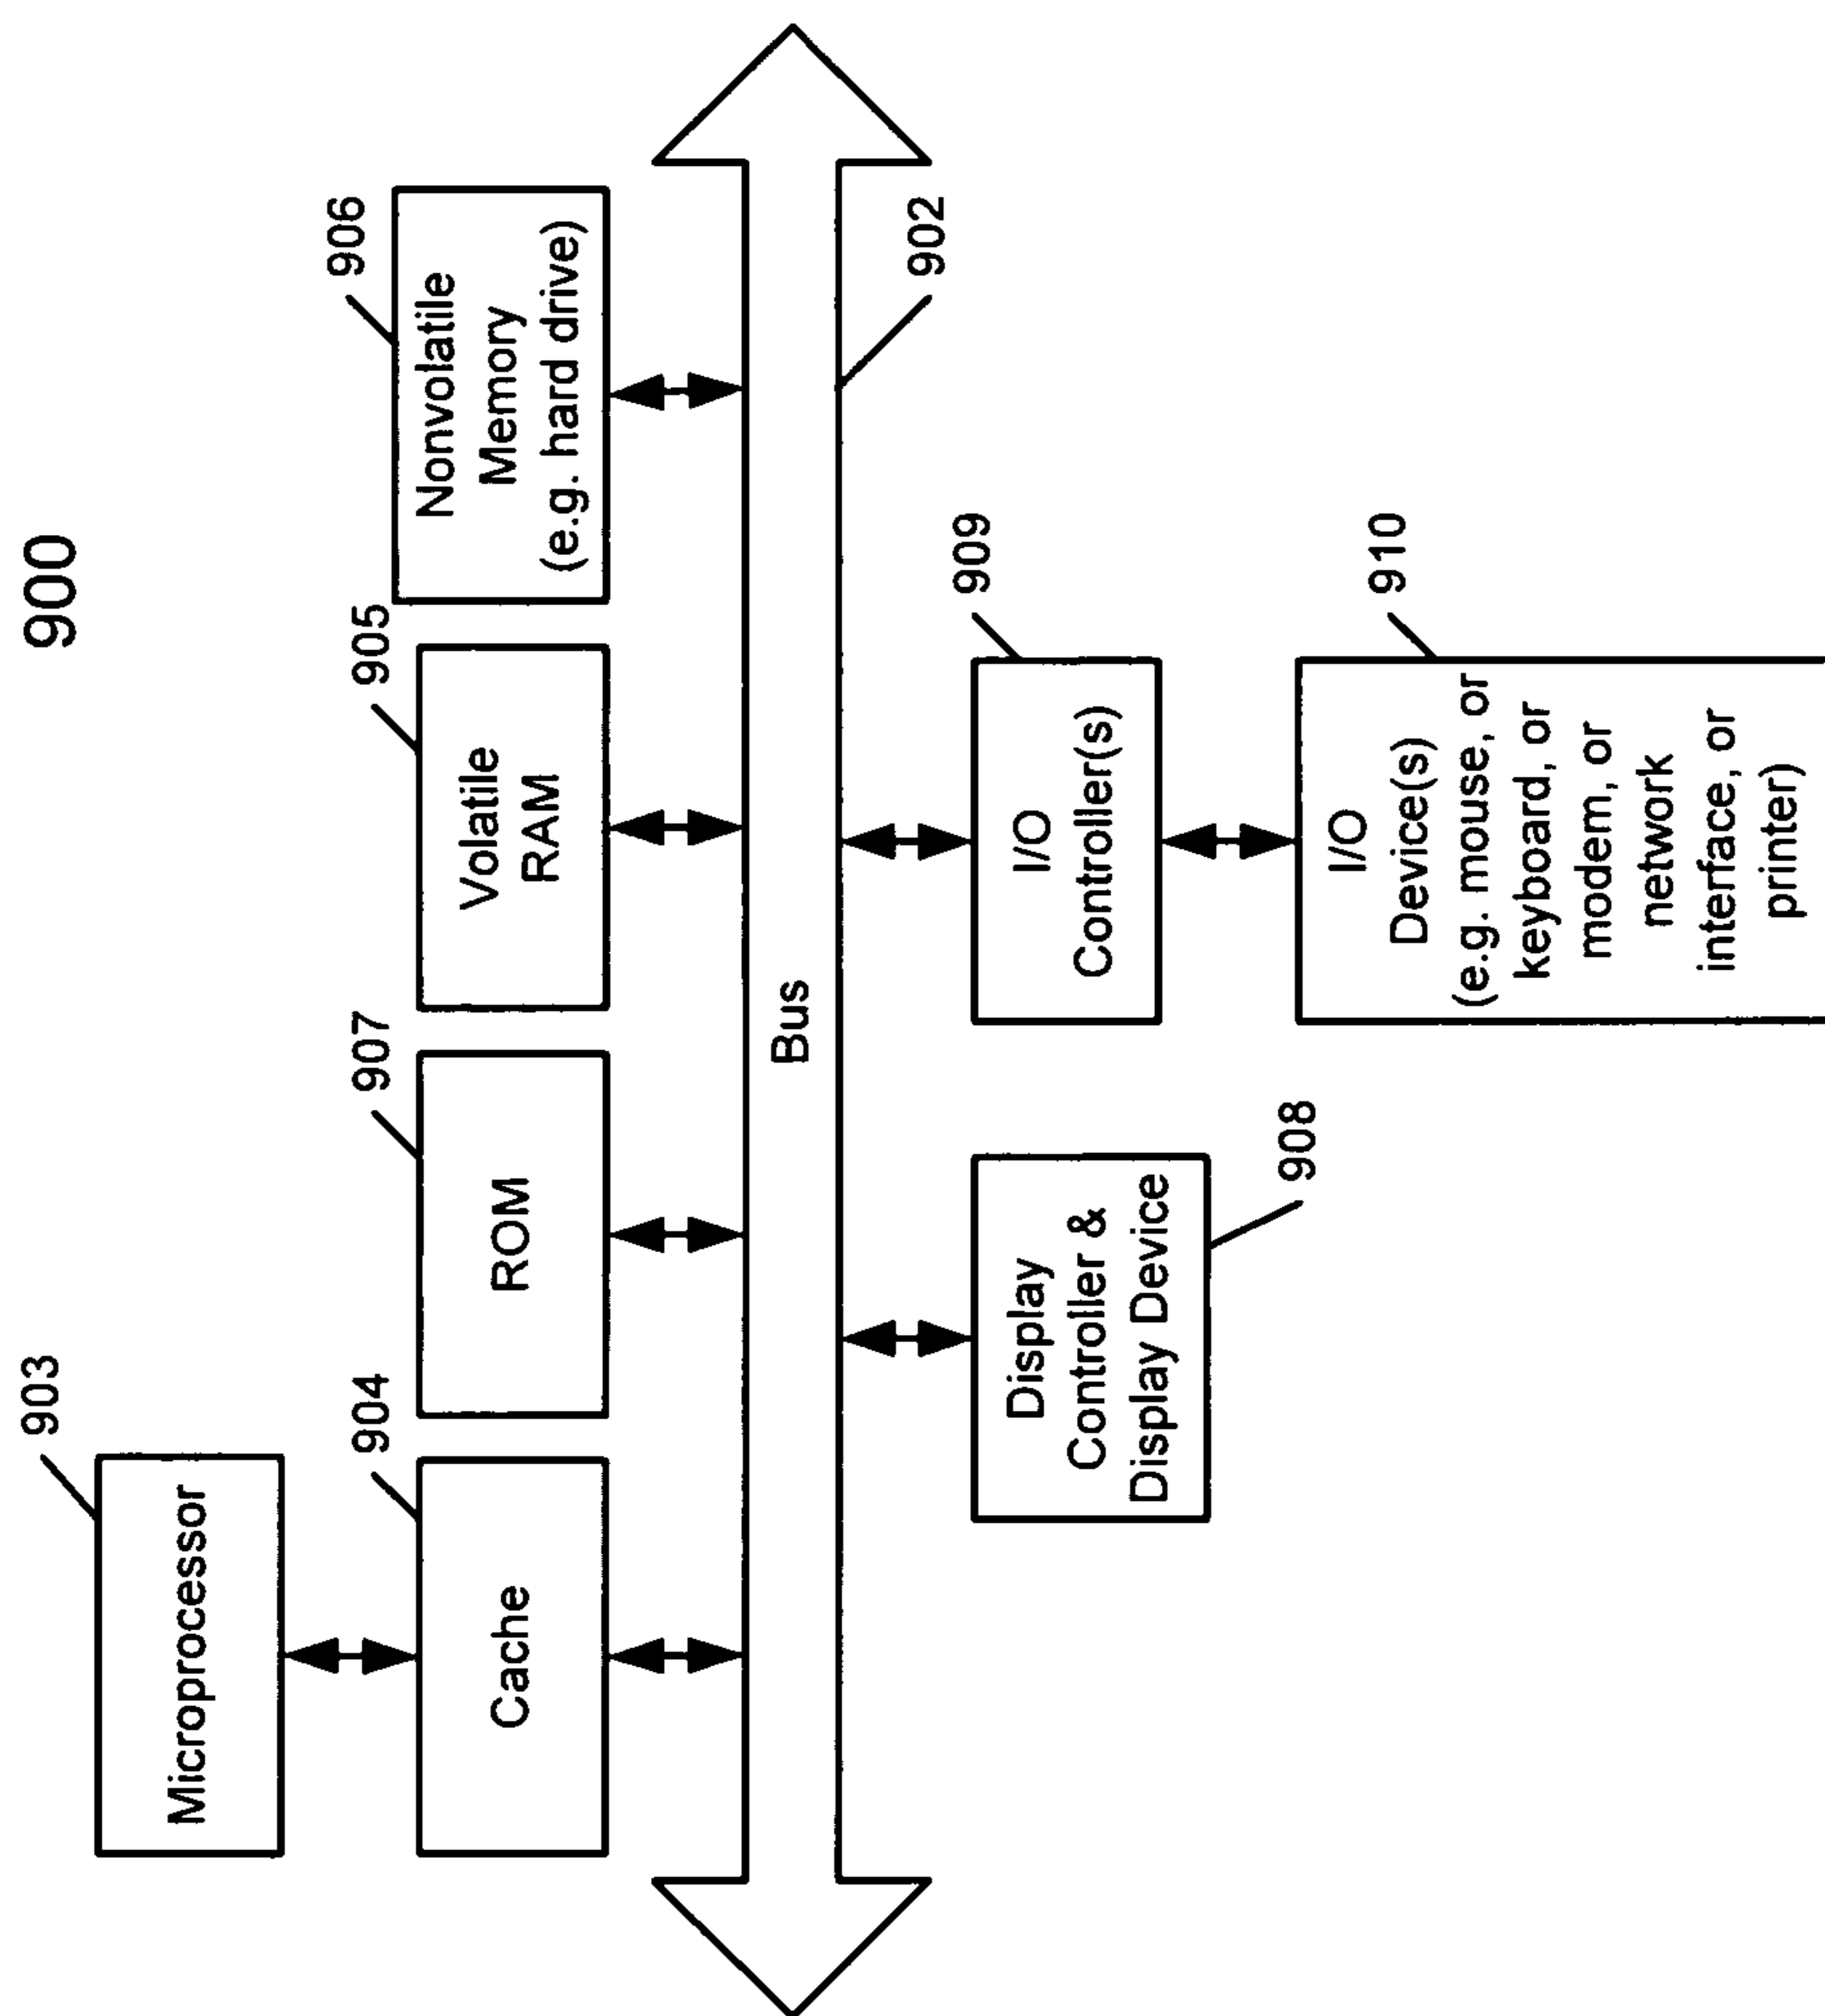 900
903
Microprocessor
904
Cache
907
ROM
905
Volatile
RAM
906
Nonvolatile
Memory
(e.g. hard drive)
Bus
902
908
Display
Controller &
Display Device
909
I/O
Controller(s)
910
I/O
Device(s)
(e.g. mouse, or
keyboard, or
modem, or
network
interface, or
printer)